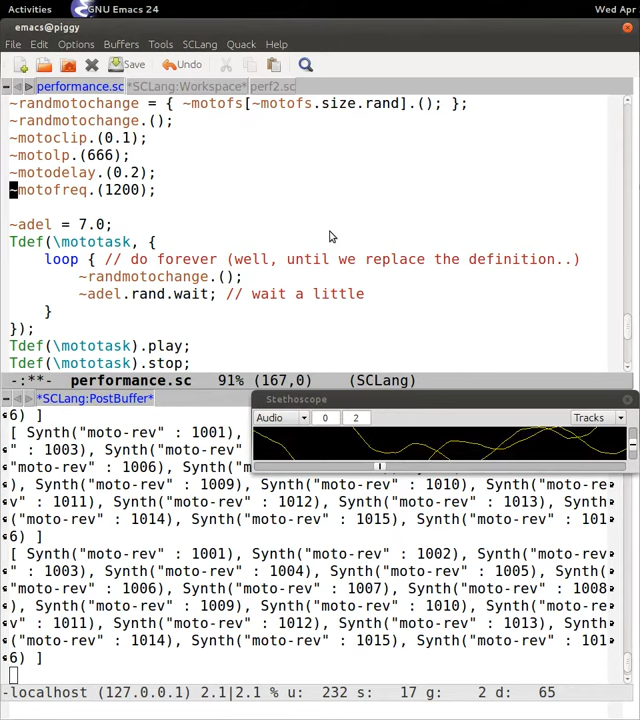 Activities GNU Emacs 24 Wed Apr
emacs@piggy
File Edit Options Buffers Tools SCLang Quack Help
Save Undo
performance.sc *SCLang:Workspace* perf2.sc
~randmotochange = { ~motofs[~motofs.size.rand].(); };
~randmotochange.();
~motoclip.(0.1);
~motolp.(666);
~motodelay.(0.2);
~motofreq.(1200);
~adel = 7.0;
Tdef(\mototask, {
loop { // do forever (well, until we replace the definition..)
~randmotochange.();
~adel.rand.wait; // wait a little
}
});
Tdef(\mototask).play;
Tdef(\mototask).stop;
-:**- performance.sc 91% (167,0) (SCLang)
*SCLang:PostBuffer*
Stethoscope
Audio 0 2 Tracks
6) ]
[ Synth("moto-rev" : 1001),
" : 1003), Synth("moto-rev
"moto-rev" : 1006), Synth(
), Synth("moto-rev" : 1009), Synth("moto-rev" : 1010), Synth("moto-re
v" : 1011), Synth("moto-rev" : 1012), Synth("moto-rev" : 1013), Synth
("moto-rev" : 1014), Synth("moto-rev" : 1015), Synth("moto-rev" : 101
6) ]
[ Synth("moto-rev" : 1001), Synth("moto-rev" : 1002), Synth("moto-rev
" : 1003), Synth("moto-rev" : 1004), Synth("moto-rev" : 1005), Synth(
"moto-rev" : 1006), Synth("moto-rev" : 1007), Synth("moto-rev" : 1008
), Synth("moto-rev" : 1009), Synth("moto-rev" : 1010), Synth("moto-re
v" : 1011), Synth("moto-rev" : 1012), Synth("moto-rev" : 1013), Synth
("moto-rev" : 1014), Synth("moto-rev" : 1015), Synth("moto-rev" : 101
6) ]
-localhost (127.0.0.1) 2.1|2.1 % u: 232 s: 17 g: 2 d: 65